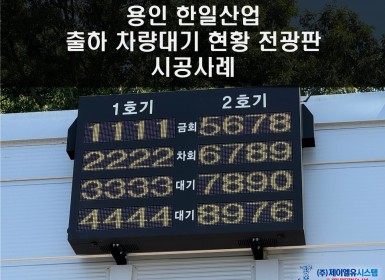 용인 한일산업
출하 차량대기 현황 전광판
시공사례
1호기 2호기
1111 금회 5678
2222 차회 6789
3333 대기 7890
4444 대기 8976
(주)제이엠유시스템